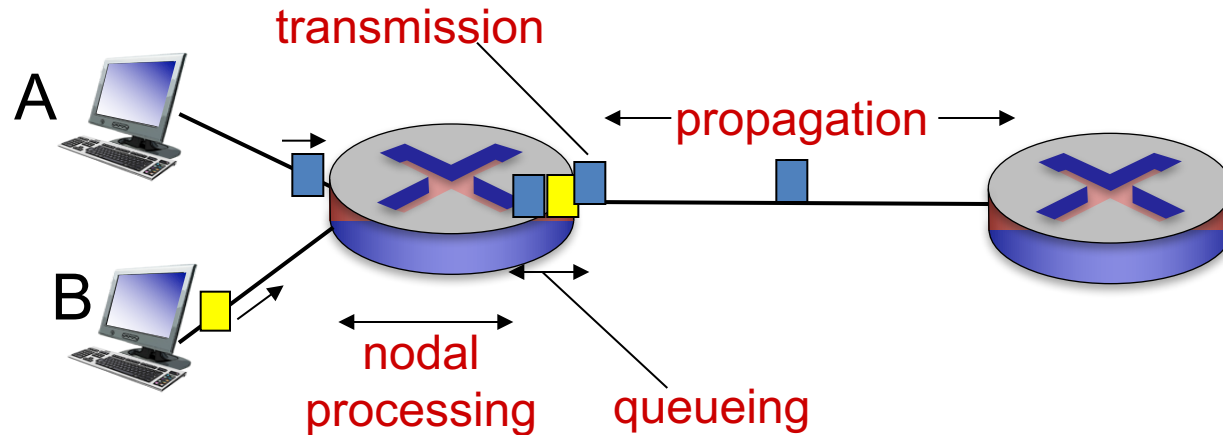 transmission
A
propagation
B
nodal
processing
queueing